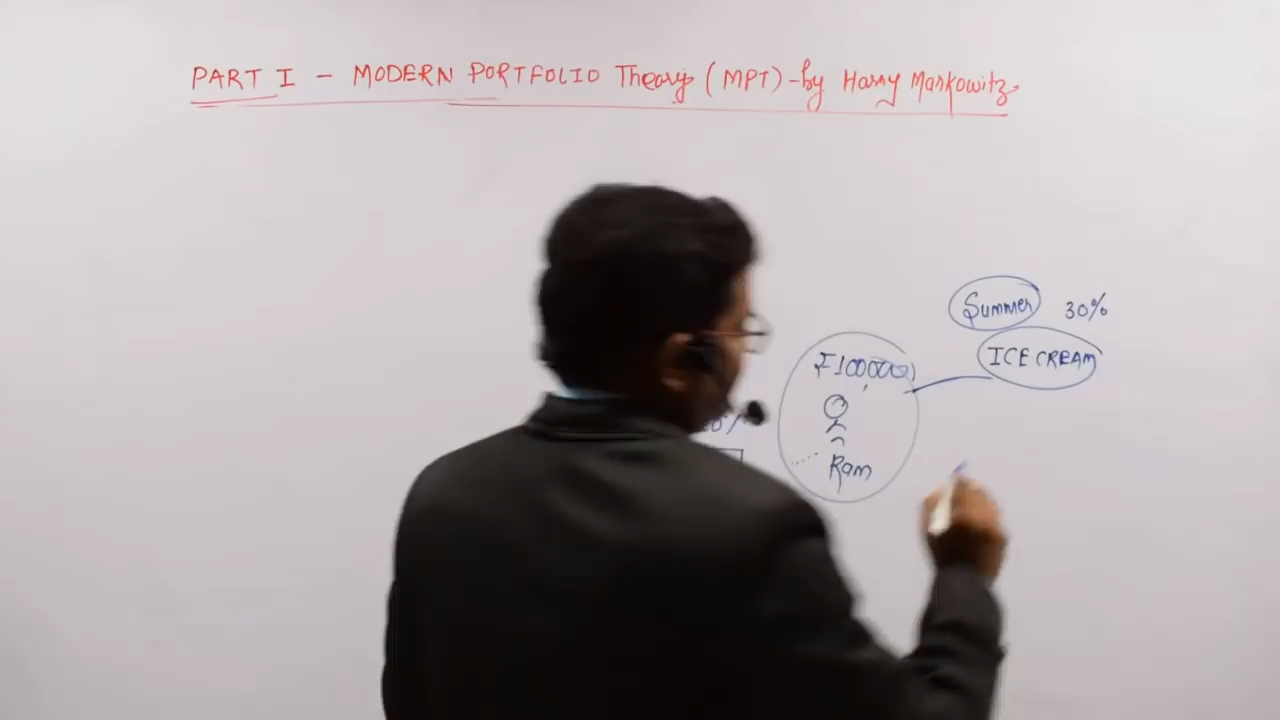 PART I - MODERN PORTFOLIO Theory (MPT) -by Harry Markowitz
Summer 30%
ICE CREAM
₹100000
Ram